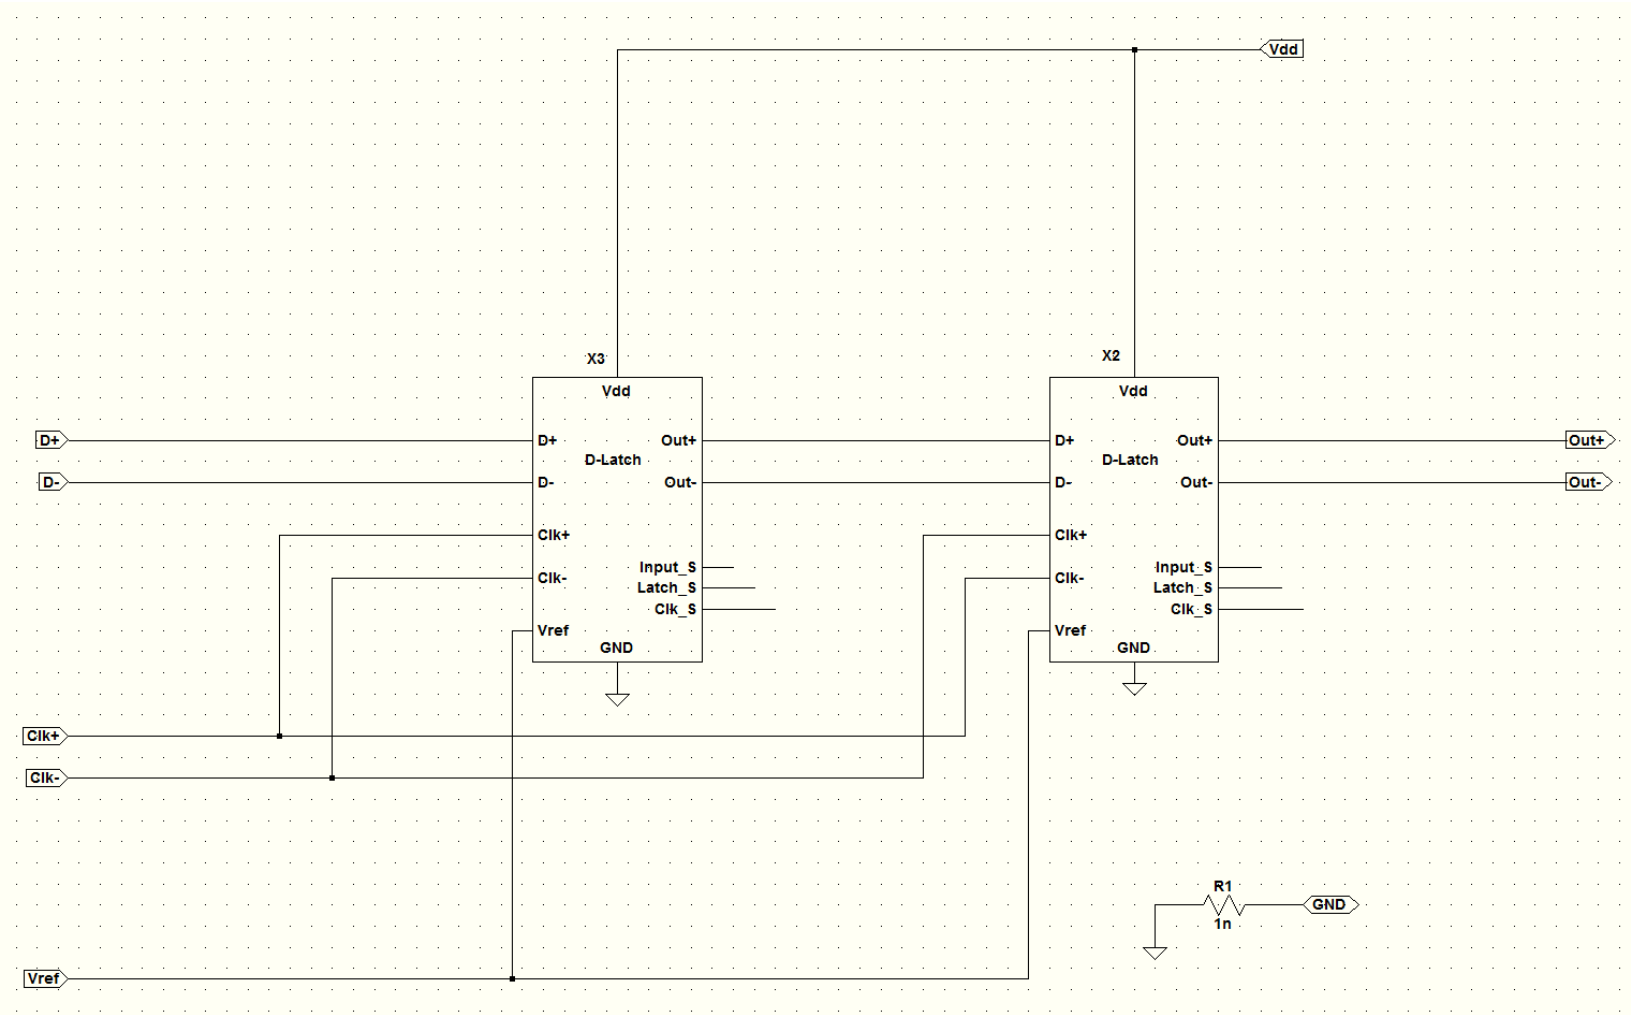 Vdd
X3
X2
Vdd
Vdd
D+
D+
Out+
D+
Out+
Out+
D-Latch
D-Latch
D-
D-
Out-
D-
Out-
Out-
Clk+
Clk+
Clk-
Input_S
Clk-
Input_S
Latch_S
Latch_S
Clk_S
Clk_S
Vref
Vref
GND
GND
Clk+
Clk-
R1
GND
1n
Vref